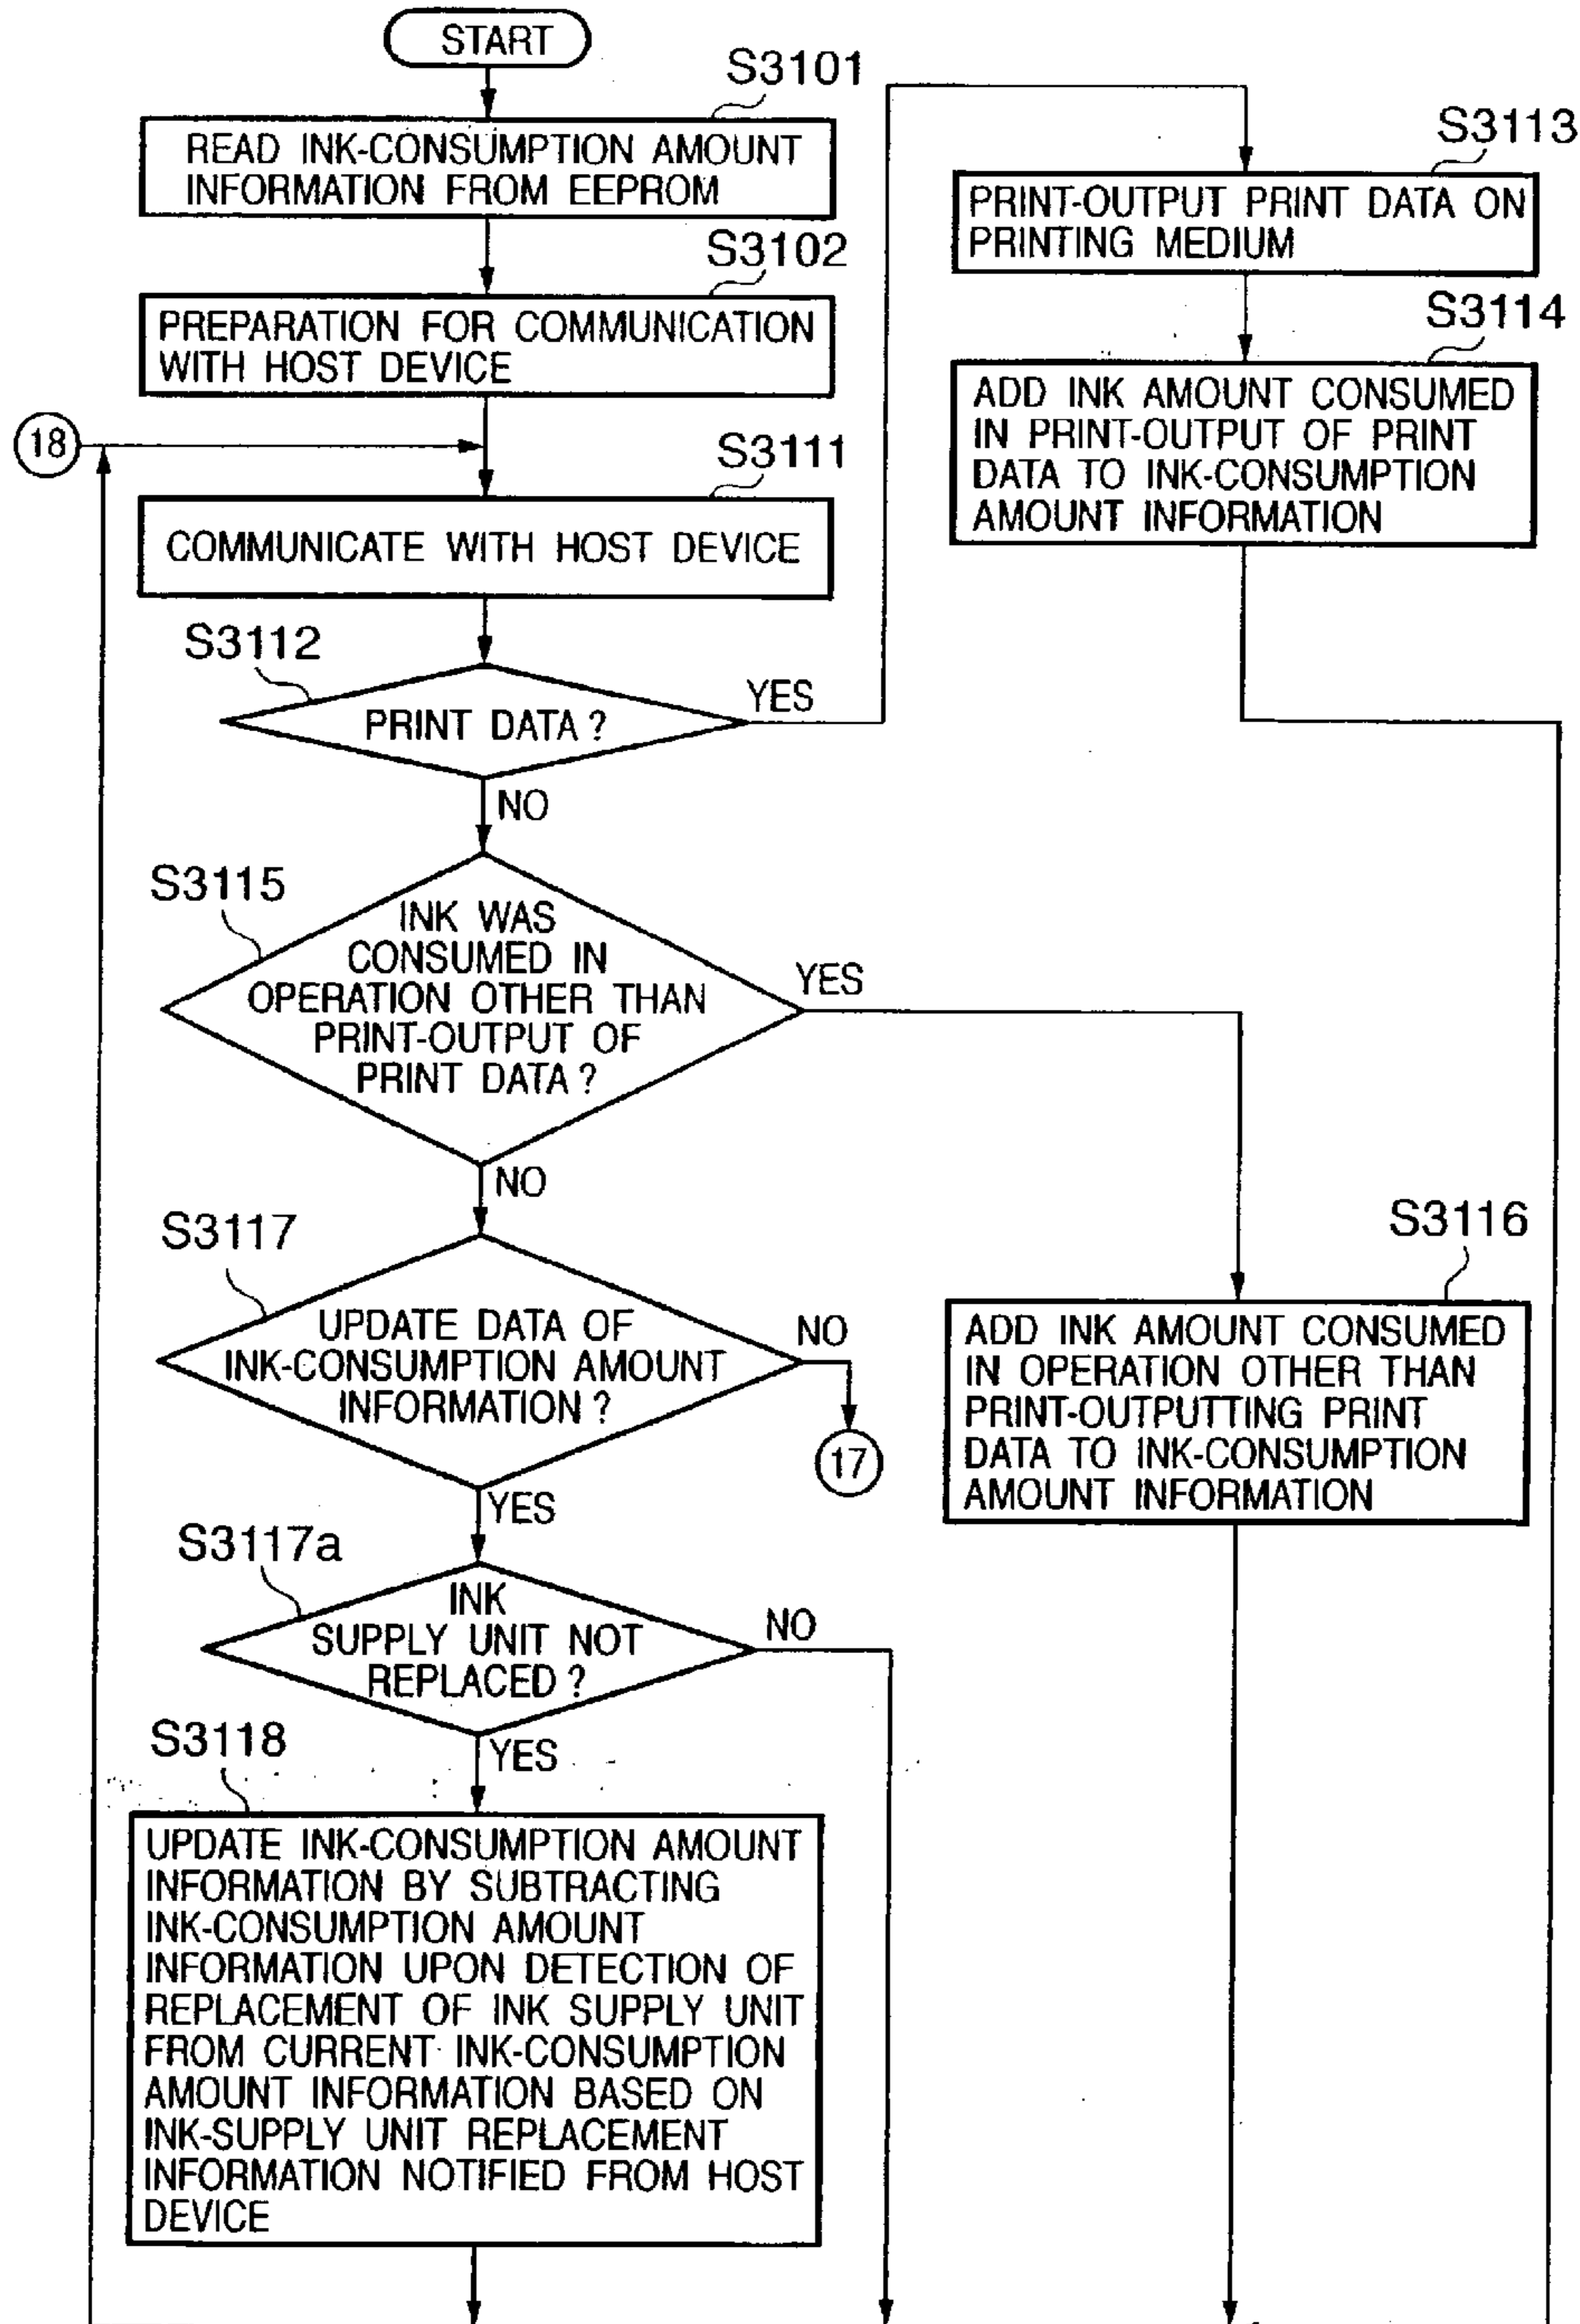 START
S3101
READ INK-CONSUMPTION AMOUNT
INFORMATION FROM EEPROM
S3102
PREPARATION FOR COMMUNICATION
WITH HOST DEVICE
18
S3111
COMMUNICATE WITH HOST DEVICE
S3112
PRINT DATA?
YES
NO
S3113
PRINT-OUTPUT PRINT DATA ON
PRINTING MEDIUM
S3114
ADD INK AMOUNT CONSUMED
IN PRINT-OUTPUT OF PRINT
DATA TO INK-CONSUMPTION
AMOUNT INFORMATION
S3115
INK WAS
CONSUMED IN
OPERATION OTHER THAN
PRINT-OUTPUT OF
PRINT DATA?
YES
NO
S3116
ADD INK AMOUNT CONSUMED
IN OPERATION OTHER THAN
PRINT-OUTPUTTING PRINT
DATA TO INK-CONSUMPTION
AMOUNT INFORMATION
S3117
UPDATE DATA OF
INK-CONSUMPTION AMOUNT
INFORMATION?
NO
17
YES
S3117a
INK
SUPPLY UNIT NOT
REPLACED?
NO
YES
S3118
UPDATE INK-CONSUMPTION AMOUNT
INFORMATION BY SUBTRACTING
INK-CONSUMPTION AMOUNT
INFORMATION UPON DETECTION OF
REPLACEMENT OF INK SUPPLY UNIT
FROM CURRENT INK-CONSUMPTION
AMOUNT INFORMATION BASED ON
INK-SUPPLY UNIT REPLACEMENT
INFORMATION NOTIFIED FROM HOST
DEVICE